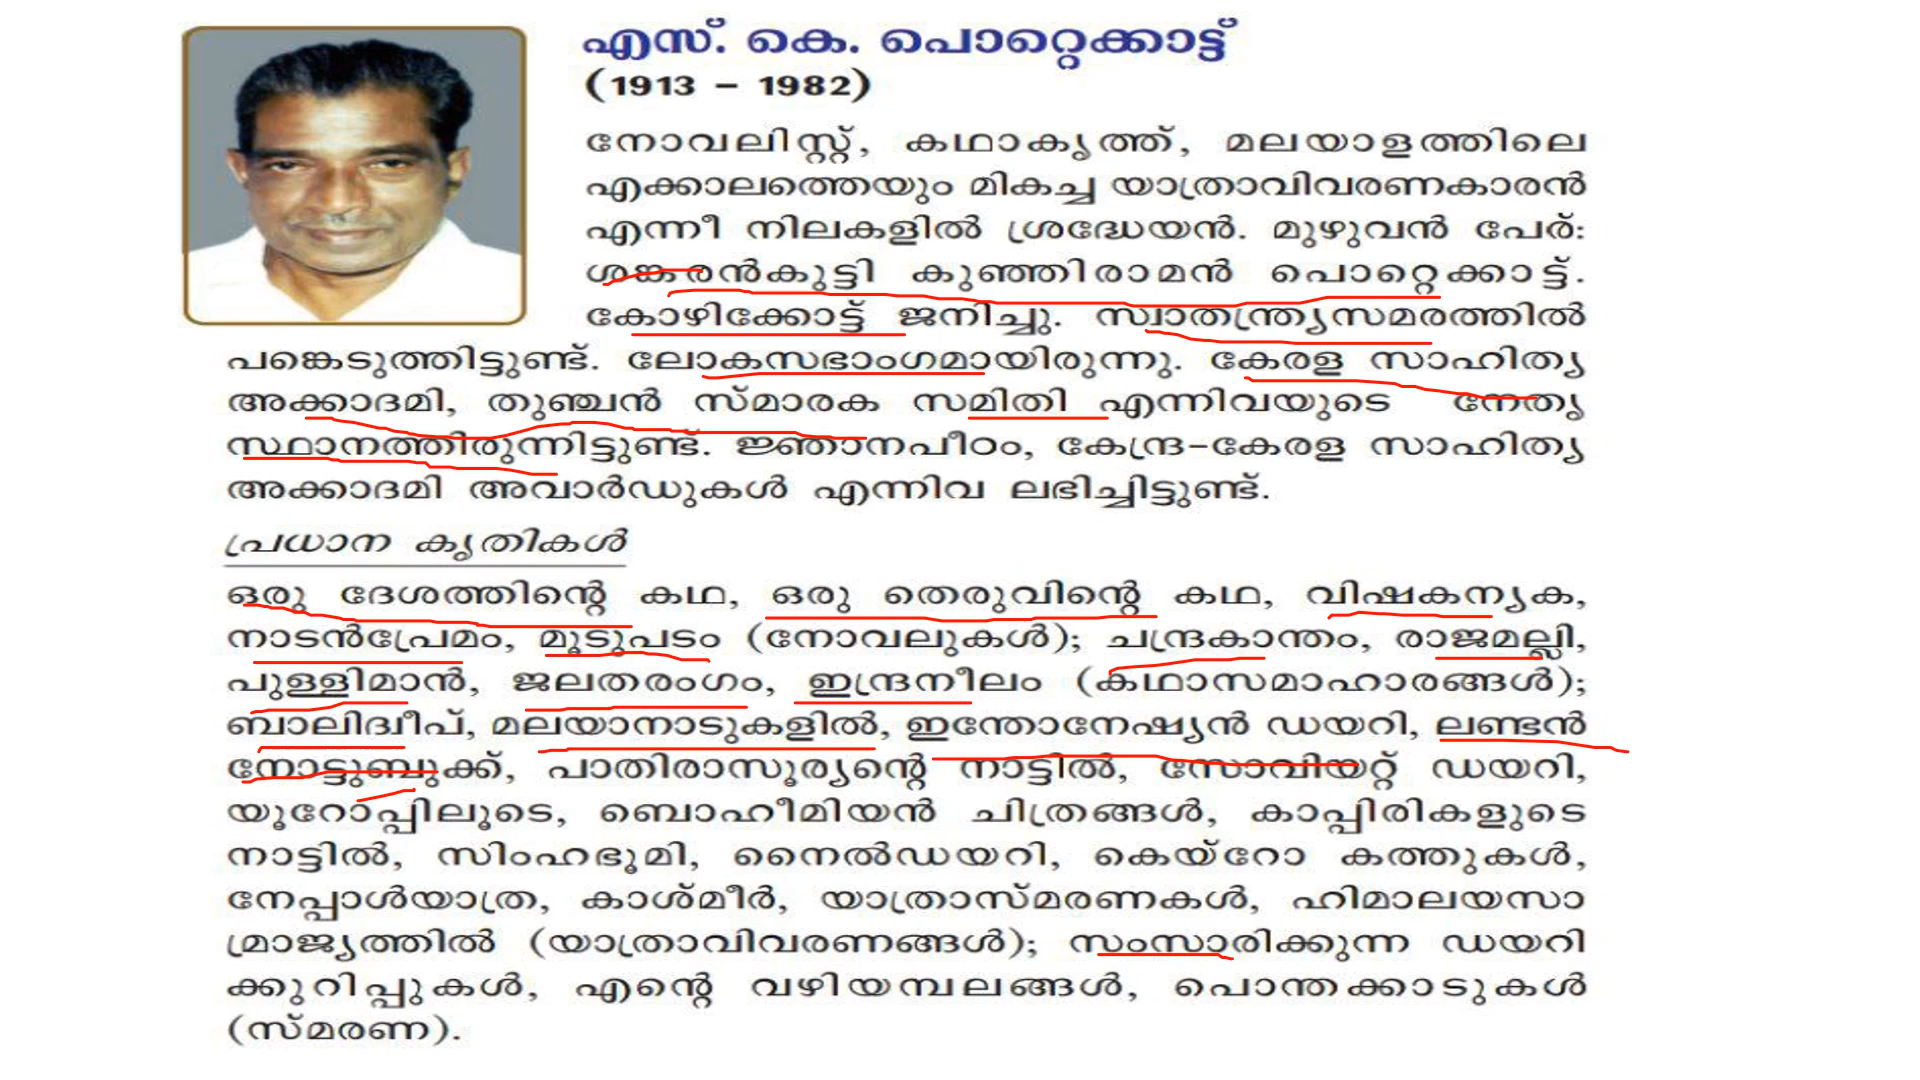 എസ്. കെ. പൊറ്റെക്കാട്ട്
(1913 – 1982)
നോവലിസ്റ്റ്, കഥാകൃത്ത്, മലയാളത്തിലെ
എക്കാലത്തെയും മികച്ച യാത്രാവിവരണകാരൻ
എന്നീ നിലകളിൽ ശ്രദ്ധേയൻ. മുഴുവൻ പേര്:
ശങ്കരൻകുട്ടി കുഞ്ഞിരാമൻ പൊറ്റെക്കാട്ട്.
കോഴിക്കോട്ട് ജനിച്ചു. സ്വാതന്ത്ര്യസമരത്തിൽ
പങ്കെടുത്തിട്ടുണ്ട്. ലോകസഭാംഗമായിരുന്നു. കേരള സാഹിത്യ
അക്കാദമി, തുഞ്ചൻ സ്മാരക സമിതി എന്നിവയുടെ നേതൃ
സ്ഥാനത്തിരുന്നിട്ടുണ്ട്. ജ്ഞാനപീഠം, കേന്ദ്ര-കേരള സാഹിത്യ
അക്കാദമി അവാർഡുകൾ എന്നിവ ലഭിച്ചിട്ടുണ്ട്.
പ്രധാന കൃതികൾ
ഒരു ദേശത്തിന്റെ കഥ, ഒരു തെരുവിന്റെ കഥ, വിഷകന്യക,
നാടൻപ്രേമം, മൂടുപടം (നോവലുകൾ); ചന്ദ്രകാന്തം, രാജമല്ലി,
പുള്ളിമാൻ, ജലതരംഗം, ഇന്ദ്രനീലം (കഥാസമാഹാരങ്ങൾ);
ബാലിദ്വീപ്, മലയാനാടുകളിൽ, ഇന്തോനേഷ്യൻ ഡയറി, ലണ്ടൻ
നോട്ടുബുക്ക്, പാതിരാസൂര്യന്റെ നാട്ടിൽ, സോവിയറ്റ് ഡയറി,
യൂറോപ്പിലൂടെ, ബൊഹീമിയൻ ചിത്രങ്ങൾ, കാപ്പിരികളുടെ
നാട്ടിൽ, സിംഹഭൂമി, നൈൽഡയറി, കെയ്റോ കത്തുകൾ,
നേപ്പാൾയാത്ര, കാശ്മീർ, യാത്രാസ്മരണകൾ, ഹിമാലയസാ
മ്രാജ്യത്തിൽ (യാത്രാവിവരണങ്ങൾ); സംസാരിക്കുന്ന ഡയറി
ക്കുറിപ്പുകൾ, എന്റെ വഴിയമ്പലങ്ങൾ, പൊന്തക്കാടുകൾ
(സ്മരണ).